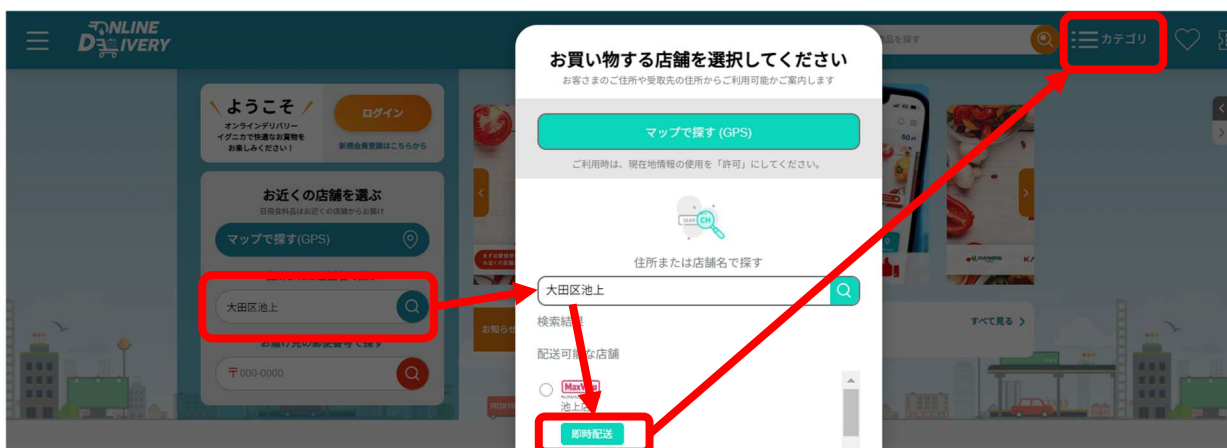 ONLINE
DELIVERY
カテゴリ
ようこそ
オンラインデリバリー
イグニカで快適なお買物を
お楽しみください!
ログイン
新規会員登録はこちらから
お近くの店舗を選ぶ
日用食料品はお近くの店舗からお届け
マップで探す(GPS)
大田区池上
お届け先の郵便番号で探す
〒000-0000
お買い物する店舗を選択してください
お客さまのご住所や受取先の住所からご利用可能かご案内します
マップで探す (GPS)
ご利用時は、現在地情報の使用を「許可」にしてください。
住所または店舗名で探す
大田区池上
検索結果
配送可能な店舗
池上店
即時配送
お知らせ
すべて見る